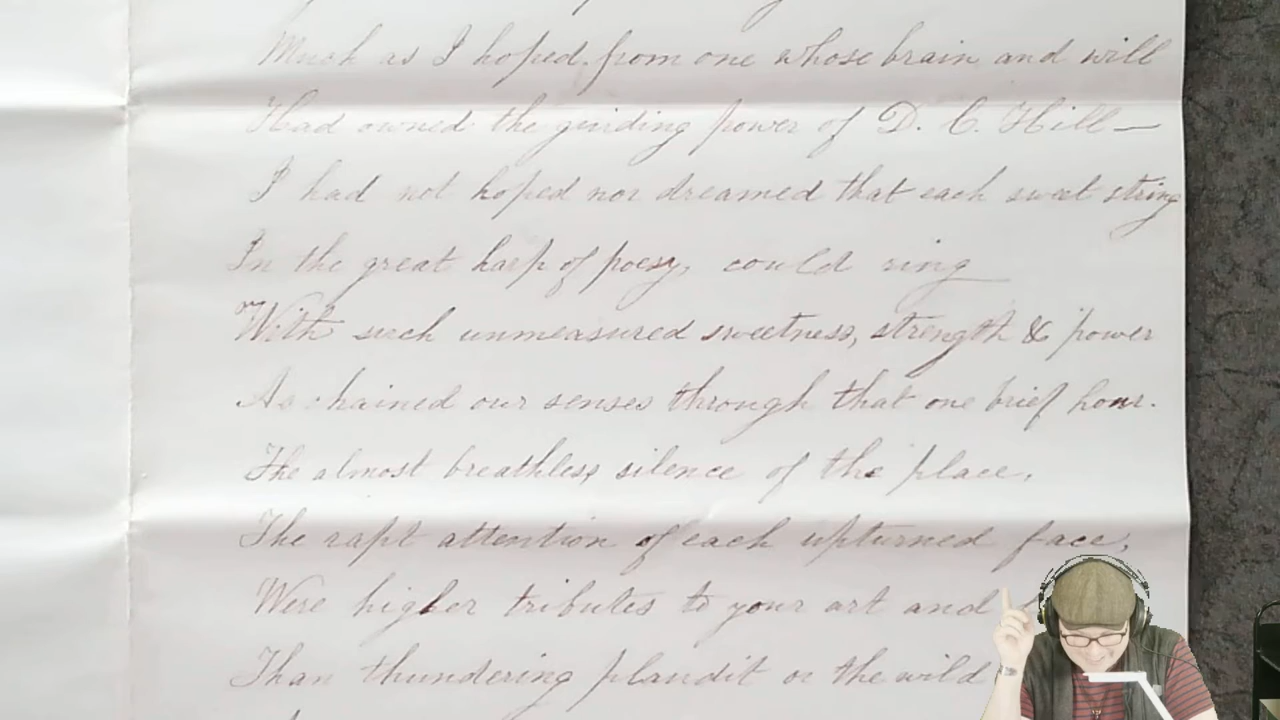 Much as I hoped from one whose brain and will
Had owned the guiding power of D. C. Hill—
I had not hoped nor dreamed that each sweet string
In the great harp of poesy, could ring
With such unmeasured sweetness, strength & power
As chained our senses through that one brief hour.
The almost breathless silence of the place,
The rapt attention of each upturned face,
Were higher tributes to your art and
Than thundering plaudit or the wild